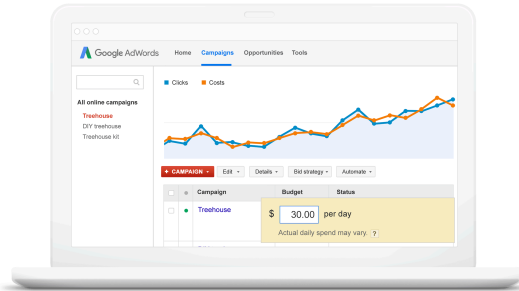 Google AdWords
Home Campaigns Opportunities Tools
Clicks Costs
All online campaigns
Treehouse
DIY treehouse
Treehouse kit
+ CAMPAIGN Edit Details Bid strategy Automate
Campaign Budget Status
Treehouse
$ 30.00 per day
Actual daily spend may vary. ?